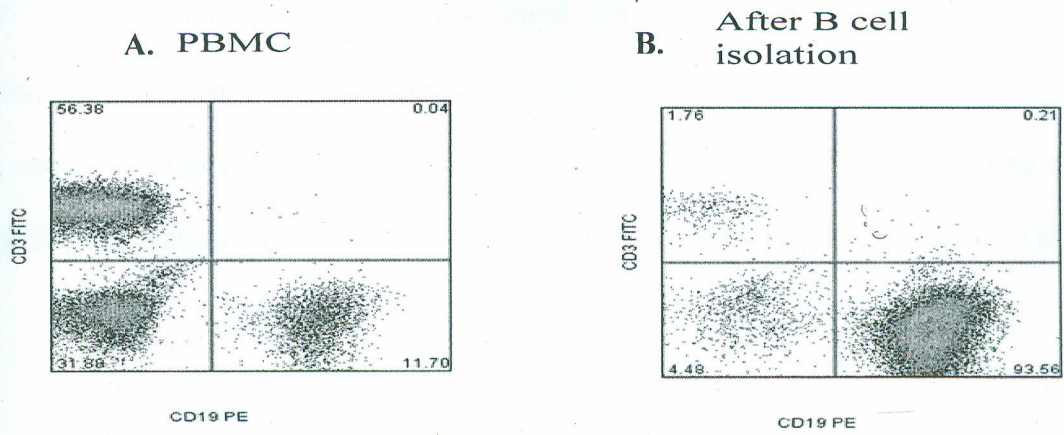 A. PBMC
B. After B cell
isolation
56.38 0.04
CD3 FITC
31.88 11.70
CD19 PE
1.76 0.21
CD3 FITC
4.48 93.56
CD19 PE